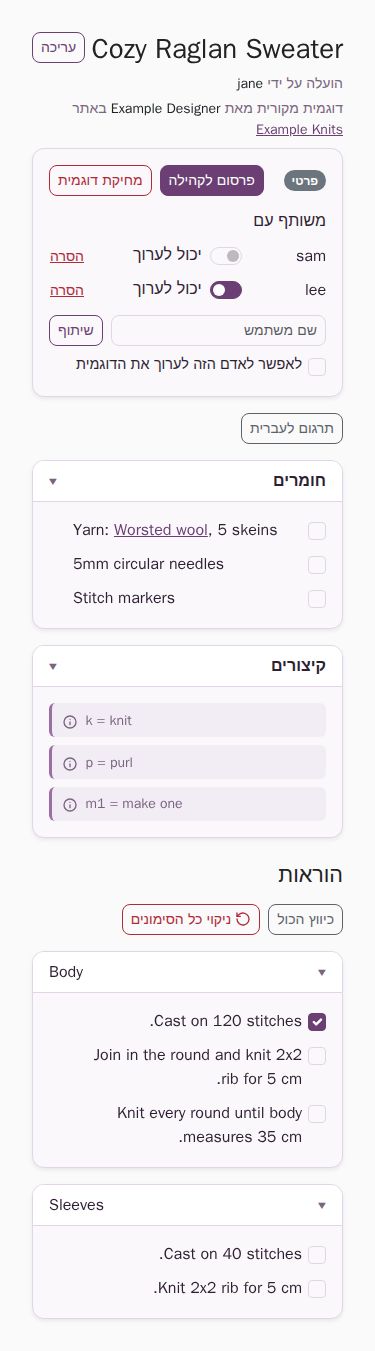 Cozy Raglan Sweater
עריכה
הועלה על ידי jane
דוגמית מקורית מאת Example Designer באתר
Example Knits
פרטי
פרסום לקהילה
מחיקת דוגמית
משותף עם
sam
יכול לערוך
הסרה
lee
יכול לערוך
הסרה
שם משתמש
שיתוף
לאפשר לאדם הזה לערוך את הדוגמית
תרגום לעברית
חומרים
Yarn: Worsted wool, 5 skeins
5mm circular needles
Stitch markers
קיצורים
k = knit
p = purl
m1 = make one
הוראות
כיווץ הכול
ניקוי כל הסימונים
Body
Cast on 120 stitches.
Join in the round and knit 2x2
rib for 5 cm.
Knit every round until body
measures 35 cm.
Sleeves
Cast on 40 stitches.
Knit 2x2 rib for 5 cm.